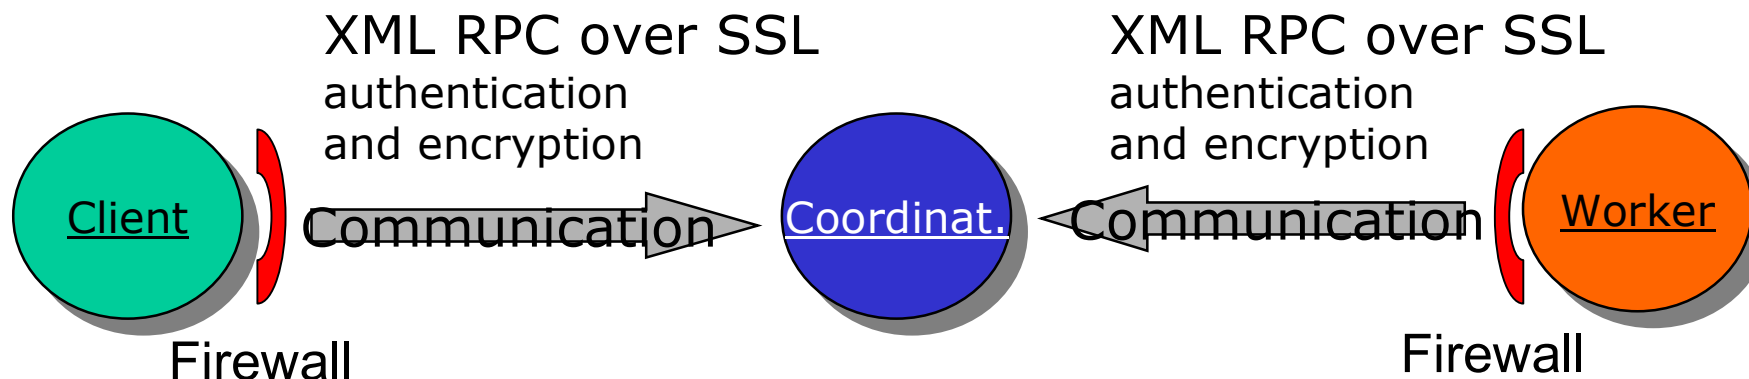 XML RPC over SSL
authentication
and encryption
XML RPC over SSL
authentication
and encryption
Client
Communication
Coordinat.
Communication
Worker
Firewall
Firewall